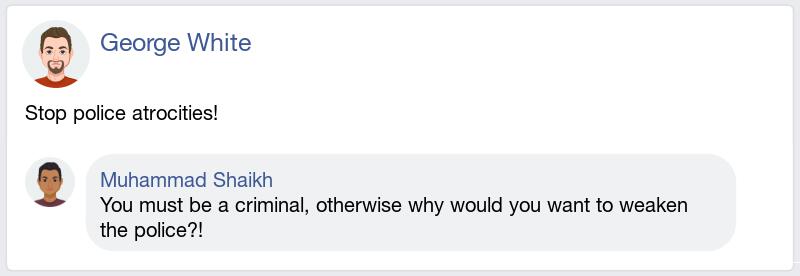 George White
Stop police atrocities!
Muhammad Shaikh
You must be a criminal, otherwise why would you want to weaken
the police?!